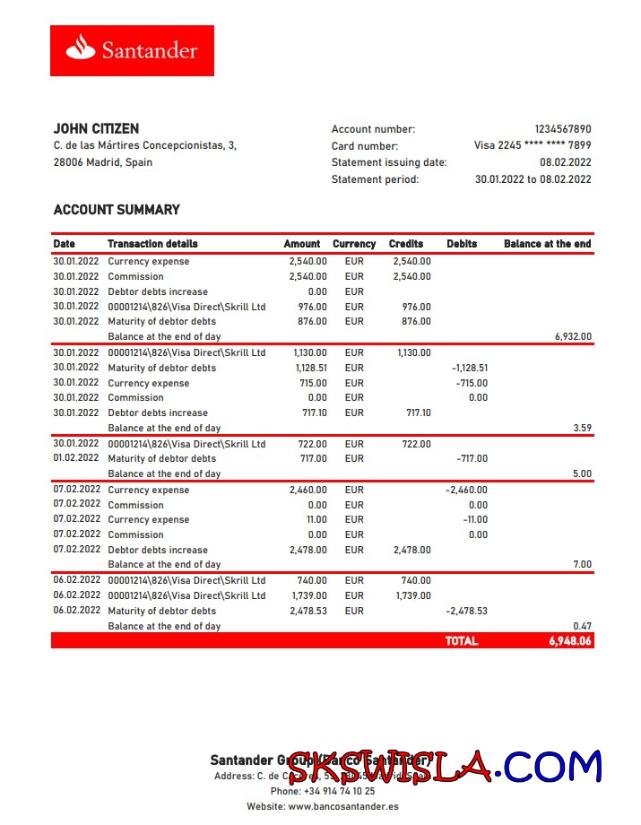 Santander
JOHN CITIZEN
C. de las Mártires Concepcionistas, 3,
28006 Madrid, Spain
Account number: 1234567890
Card number: Visa 2245 **** **** 7899
Statement issuing date: 08.02.2022
Statement period: 30.01.2022 to 08.02.2022
ACCOUNT SUMMARY
Date Transaction details Amount Currency Credits Debits Balance at the end
30.01.2022 Currency expense 2,540.00 EUR 2,540.00
30.01.2022 Commission 2,540.00 EUR 2,540.00
30.01.2022 Debtor debts increase 0.00 EUR
30.01.2022 00001214\826\Visa Direct\Skrill Ltd 976.00 EUR 976.00
30.01.2022 Maturity of debtor debts 876.00 EUR 876.00
Balance at the end of day 6,932.00
30.01.2022 00001214\826\Visa Direct\Skrill Ltd 1,130.00 EUR 1,130.00
30.01.2022 Maturity of debtor debts 1,128.51 EUR -1,128.51
30.01.2022 Currency expense 715.00 EUR -715.00
30.01.2022 Commission 0.00 EUR 0.00
30.01.2022 Debtor debts increase 717.10 EUR 717.10
Balance at the end of day 3.59
30.01.2022 00001214\826\Visa Direct\Skrill Ltd 722.00 EUR 722.00
01.02.2022 Maturity of debtor debts 717.00 EUR -717.00
Balance at the end of day 5.00
07.02.2022 Currency expense 2,460.00 EUR -2,460.00
07.02.2022 Commission 0.00 EUR 0.00
07.02.2022 Currency expense 11.00 EUR -11.00
07.02.2022 Commission 0.00 EUR 0.00
07.02.2022 Debtor debts increase 2,478.00 EUR 2,478.00
Balance at the end of day 7.00
06.02.2022 00001214\826\Visa Direct\Skrill Ltd 740.00 EUR 740.00
06.02.2022 00001214\826\Visa Direct\Skrill Ltd 1,739.00 EUR 1,739.00
06.02.2022 Maturity of debtor debts 2,478.53 EUR -2,478.53
Balance at the end of day 0.47
TOTAL 6,948.06
Santander Group (Banco Santander)
SKSWISLA.COM
Address: C. de
Phone: +34 914 74 10 25
Website: www.bancosantander.es